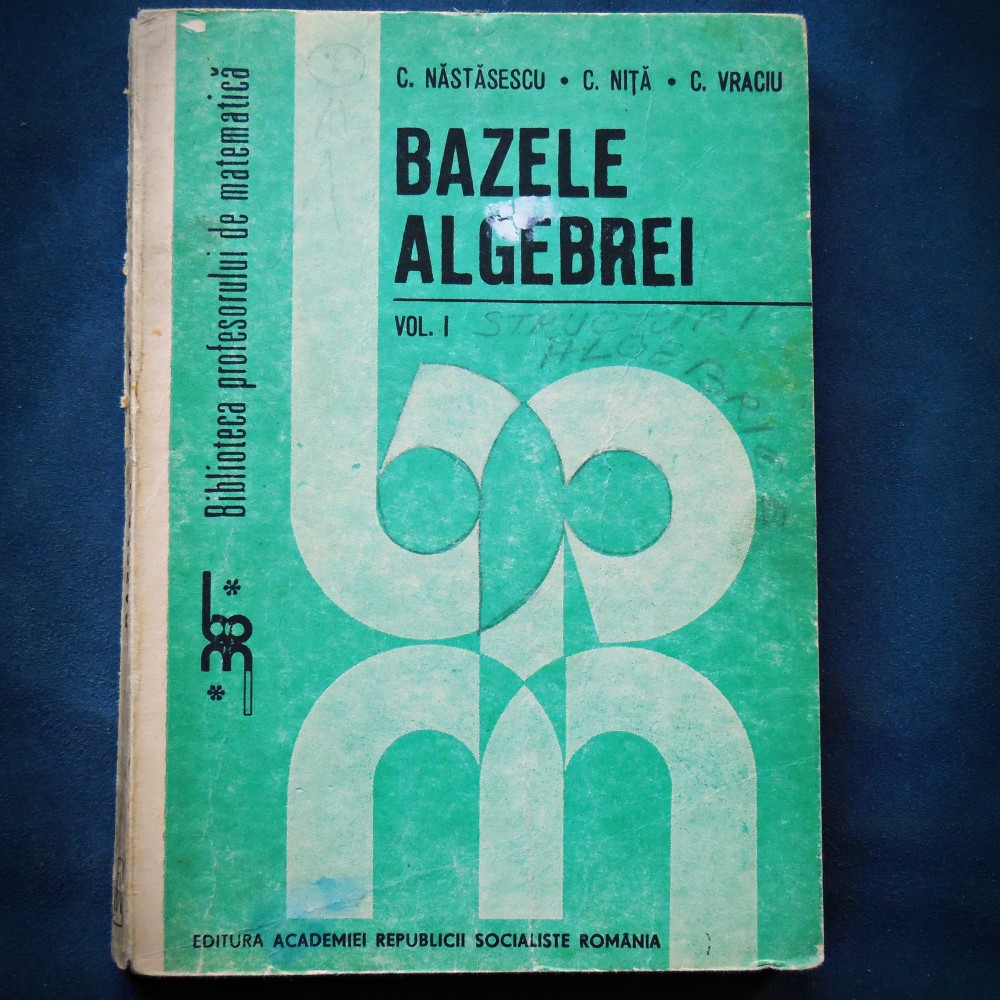 C. NĂSTĂSESCU • C. NIȚĂ • C. VRACIU
BAZELE
ALGEBREI
VOL. I
STRUCTURI
ALGEBRICE
Biblioteca profesorului de matematică
EDITURA ACADEMIEI REPUBLICII SOCIALISTE ROMÂNIA